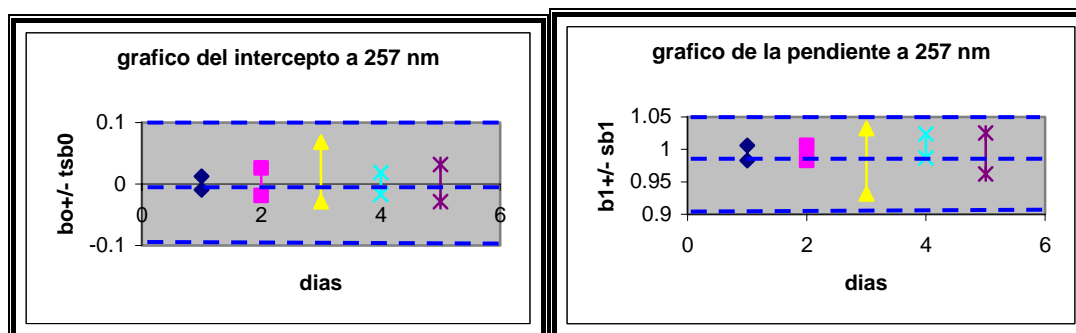 grafico del intercepto a 257 nm
bo+/- tsb0
0.1
0
-0.1
0
2
4
6
dias
grafico de la pendiente a 257 nm
b1+/- sb1
1.05
1
0.95
0.9
0
2
4
6
dias